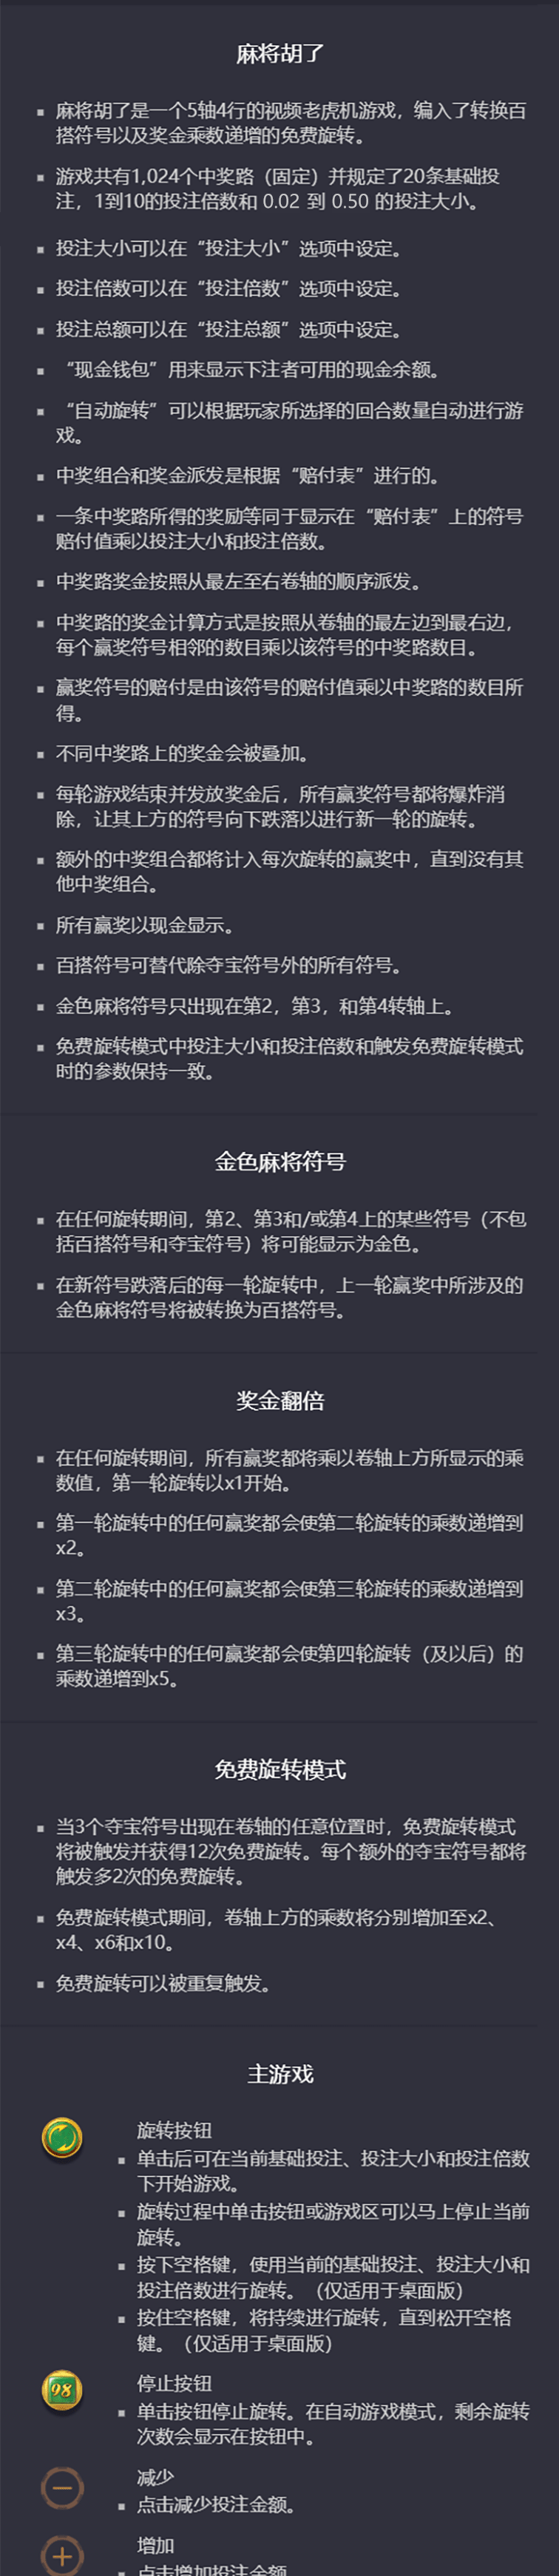 麻将胡了
麻将胡了是一个5轴4行的视频老虎机游戏，编入了转换百
搭符号以及奖金乘数递增的免费旋转。
游戏共有1,024个中奖路（固定）并规定了20条基础投
注，1到10的投注倍数和 0.02 到 0.50 的投注大小。
投注大小可以在“投注大小”选项中设定。
投注倍数可以在“投注倍数”选项中设定。
投注总额可以在“投注总额”选项中设定。
“现金钱包”用来显示下注者可用的现金余额。
“自动旋转”可以根据玩家所选择的回合数量自动进行游
戏。
中奖组合和奖金派发是根据“赔付表”进行的。
一条中奖路所得的奖励等同于显示在“赔付表”上的符号
赔付值乘以投注大小和投注倍数。
中奖路奖金按照从最左至右卷轴的顺序派发。
中奖路的奖金计算方式是按照从卷轴的最左边到最右边，
每个赢奖符号相邻的数目乘以该符号的中奖路数目。
赢奖符号的赔付是由该符号的赔付值乘以中奖路的数目所
得。
不同中奖路上的奖金会被叠加。
每轮游戏结束并发放奖金后，所有赢奖符号都将爆炸消
除，让其上方的符号向下跌落以进行新一轮的旋转。
额外的中奖组合都将计入每次旋转的赢奖中，直到没有其
他中奖组合。
所有赢奖以现金显示。
百搭符号可替代除夺宝符号外的所有符号。
金色麻将符号只出现在第2，第3，和第4转轴上。
免费旋转模式中投注大小和投注倍数和触发免费旋转模式
时的参数保持一致。
金色麻将符号
在任何旋转期间，第2、第3和/或第4上的某些符号（不包
括百搭符号和夺宝符号）将可能显示为金色。
在新符号跌落后的每一轮旋转中，上一轮赢奖中所涉及的
金色麻将符号将被转换为百搭符号。
奖金翻倍
在任何旋转期间，所有赢奖都将乘以卷轴上方所显示的乘
数值，第一轮旋转以x1开始。
第一轮旋转中的任何赢奖都会使第二轮旋转的乘数递增到
x2。
第二轮旋转中的任何赢奖都会使第三轮旋转的乘数递增到
x3。
第三轮旋转中的任何赢奖都会使第四轮旋转（及以后）的
乘数递增到x5。
免费旋转模式
当3个夺宝符号出现在卷轴的任意位置时，免费旋转模式
将被触发并获得12次免费旋转。每个额外的夺宝符号都将
触发多2次的免费旋转。
免费旋转模式期间，卷轴上方的乘数将分别增加至x2、
x4、x6和x10。
免费旋转可以被重复触发。
主游戏
旋转按钮
单击后可在当前基础投注、投注大小和投注倍数
下开始游戏。
旋转过程中单击按钮或游戏区可以马上停止当前
旋转。
按下空格键，使用当前的基础投注、投注大小和
投注倍数进行旋转。（仅适用于桌面版）
按住空格键，将持续进行旋转，直到松开空格
键。（仅适用于桌面版）
98
停止按钮
单击按钮停止旋转。在自动游戏模式，剩余旋转
次数会显示在按钮中。
减少
点击减少投注金额。
增加
点击增加投注金额